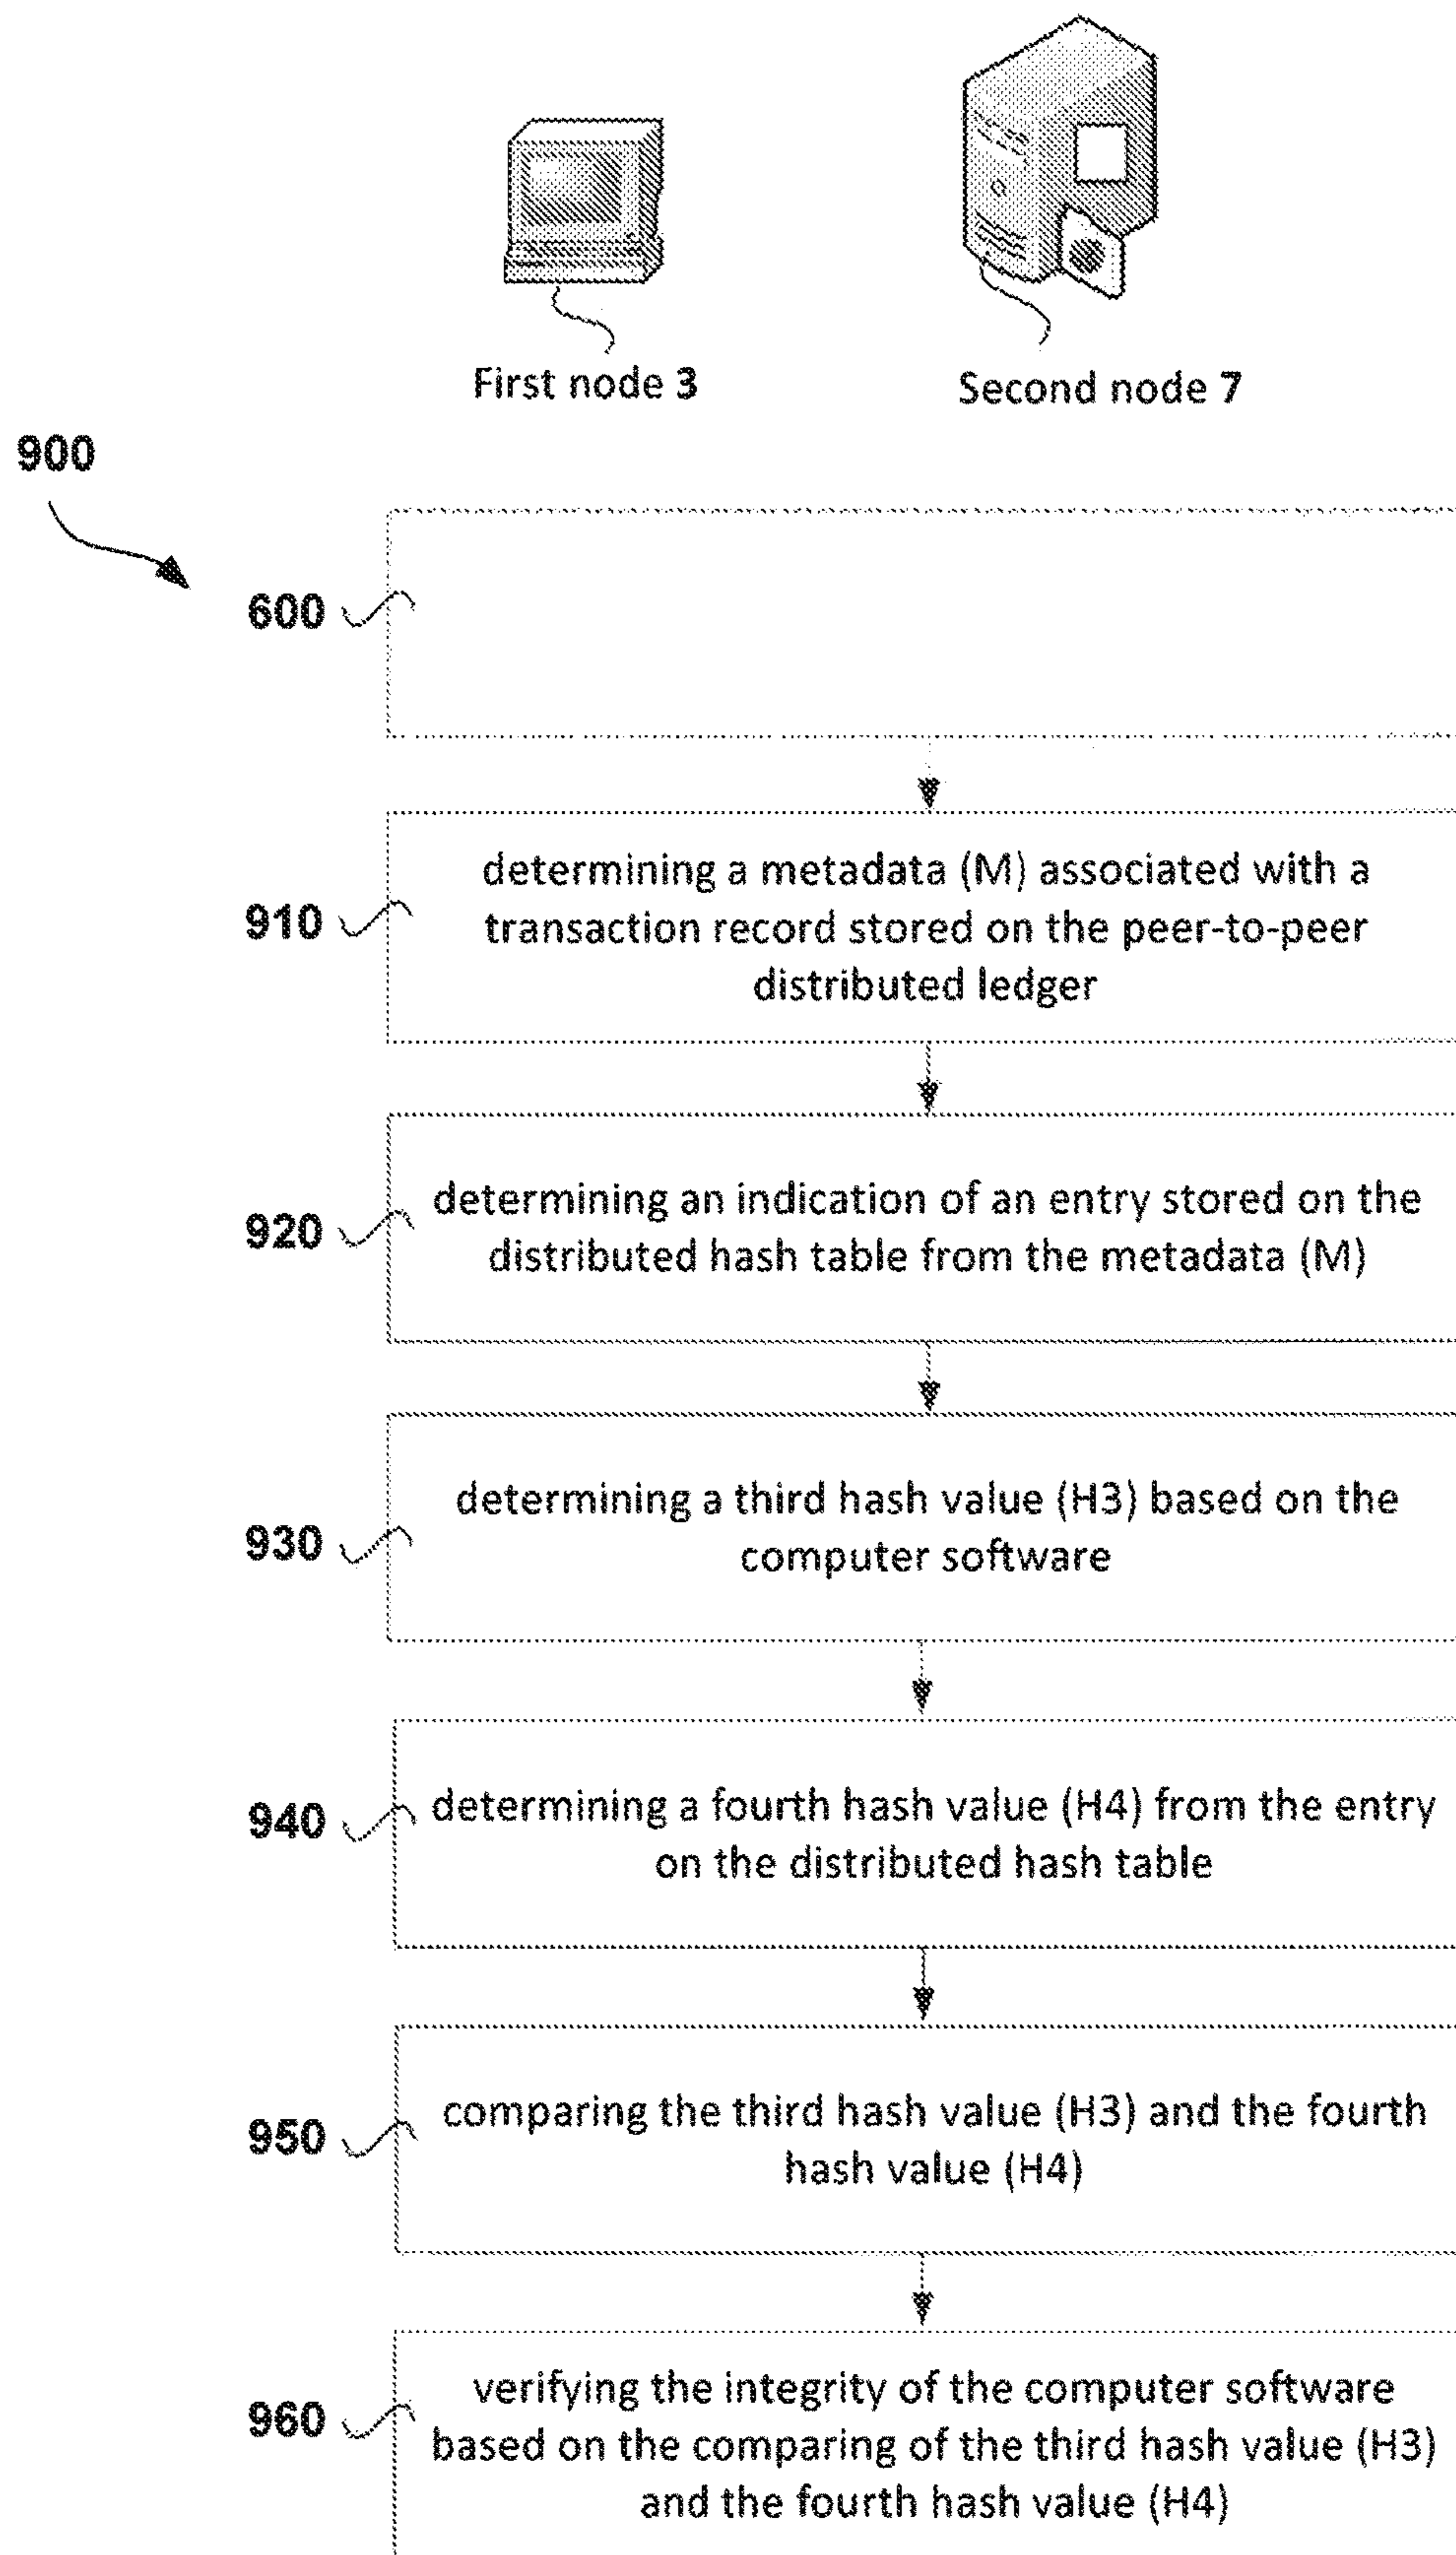 First node 3
Second node 7
900
600
910
determining a metadata (M) associated with a
transaction record stored on the peer-to-peer
distributed ledger
920
determining an indication of an entry stored on the
distributed hash table from the metadata (M)
930
determining a third hash value (H3) based on the
computer software
940
determining a fourth hash value (H4) from the entry
on the distributed hash table
950
comparing the third hash value (H3) and the fourth
hash value (H4)
960
verifying the integrity of the computer software
based on the comparing of the third hash value (H3)
and the fourth hash value (H4)